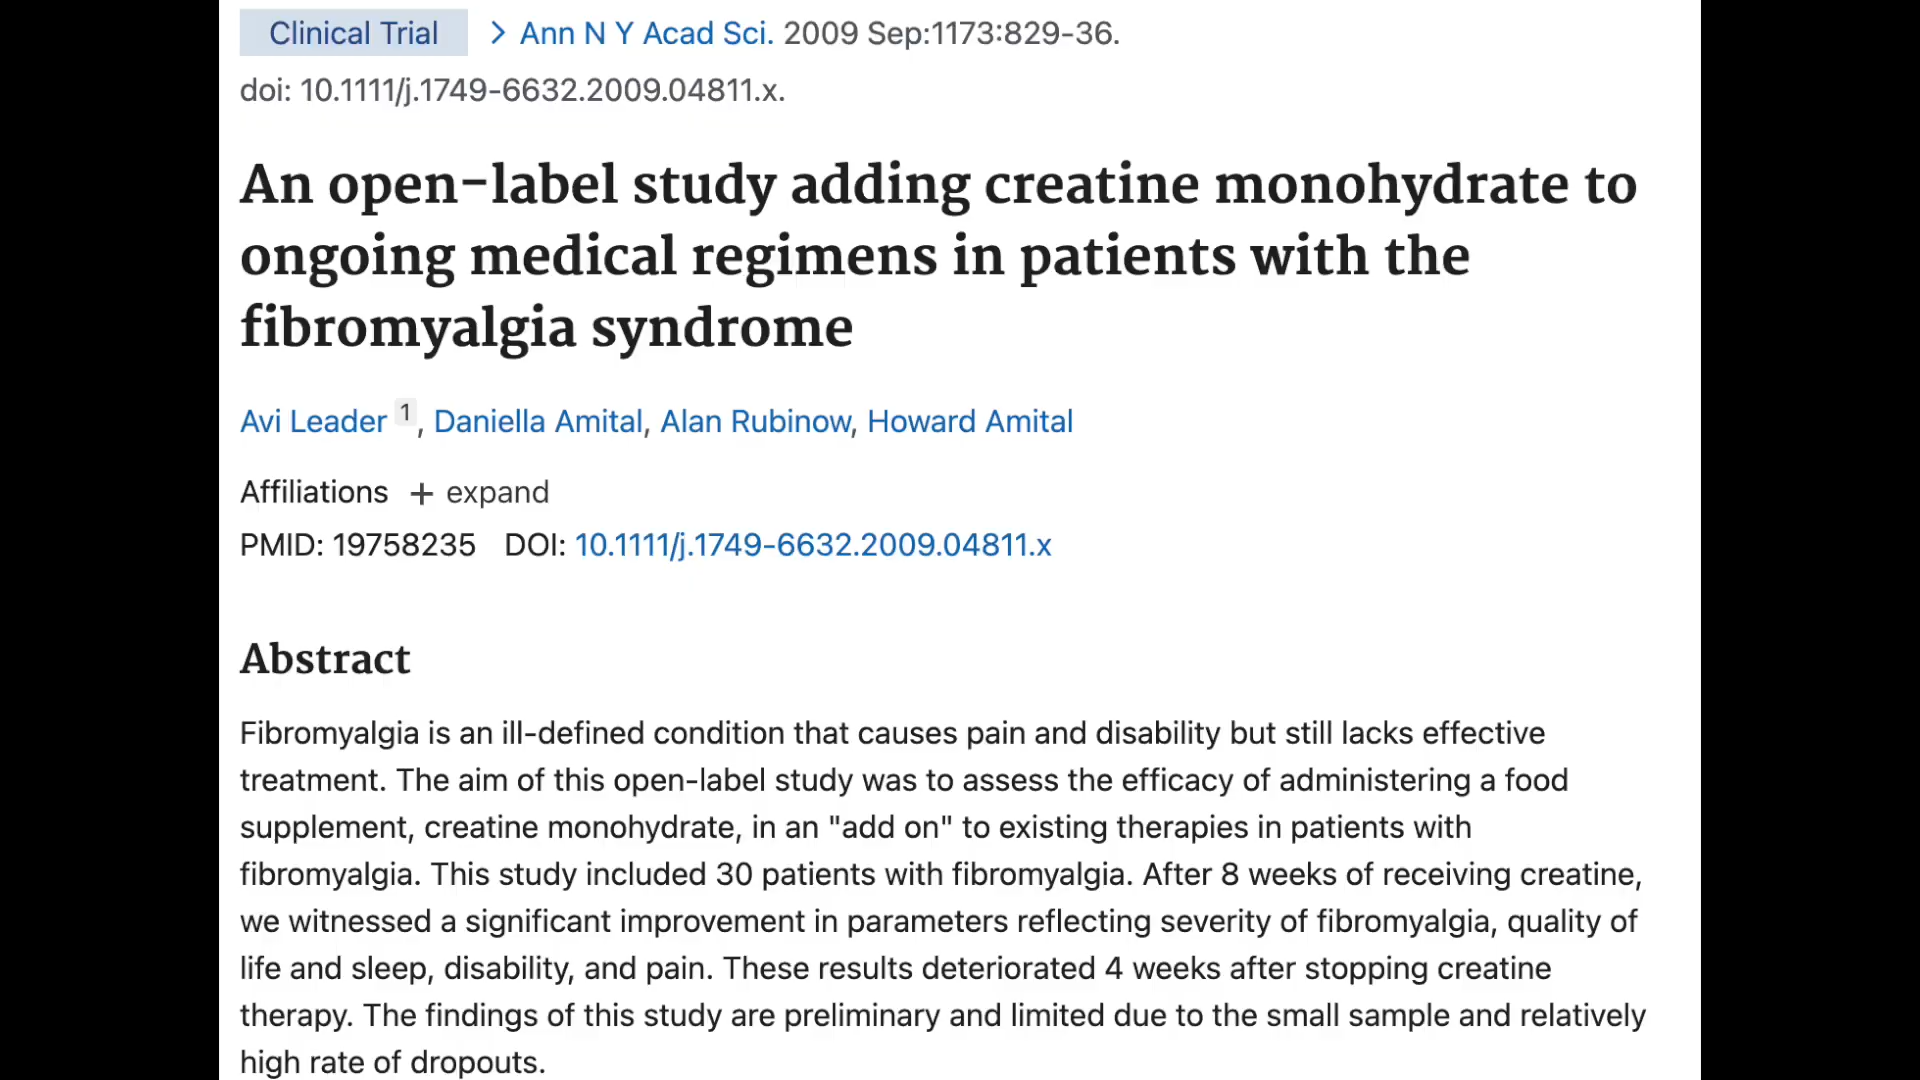 Clinical Trial > Ann N Y Acad Sci. 2009 Sep:1173:829-36.
doi: 10.1111/j.1749-6632.2009.04811.x.
An open-label study adding creatine monohydrate to
ongoing medical regimens in patients with the
fibromyalgia syndrome
Avi Leader 1, Daniella Amital, Alan Rubinow, Howard Amital
Affiliations + expand
PMID: 19758235 DOI: 10.1111/j.1749-6632.2009.04811.x
Abstract
Fibromyalgia is an ill-defined condition that causes pain and disability but still lacks effective
treatment. The aim of this open-label study was to assess the efficacy of administering a food
supplement, creatine monohydrate, in an "add on" to existing therapies in patients with
fibromyalgia. This study included 30 patients with fibromyalgia. After 8 weeks of receiving creatine,
we witnessed a significant improvement in parameters reflecting severity of fibromyalgia, quality of
life and sleep, disability, and pain. These results deteriorated 4 weeks after stopping creatine
therapy. The findings of this study are preliminary and limited due to the small sample and relatively
high rate of dropouts.